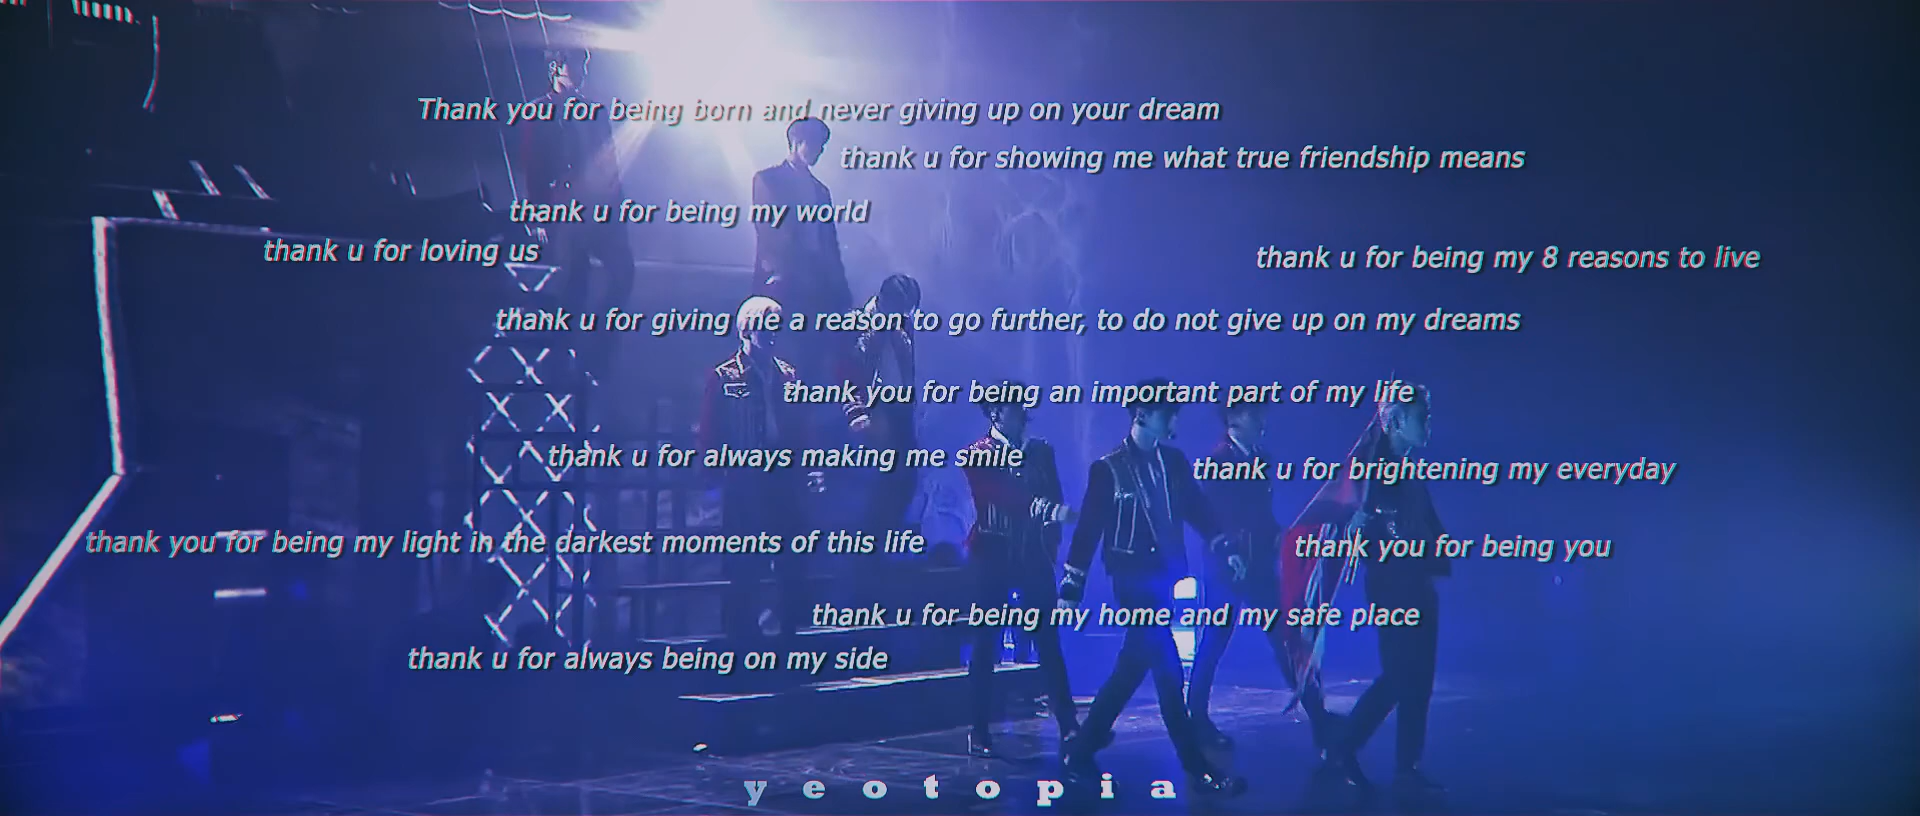 Thank you for being born and never giving up on your dream
thank u for showing me what true friendship means
thank u for being my world
thank u for loving us
thank u for being my 8 reasons to live
thank u for giving me a reason to go further, to do not give up on my dreams
thank you for being an important part of my life
thank u for always making me smile
thank u for brightening my everyday
thank you for being my light in the darkest moments of this life
thank you for being you
thank u for being my home and my safe place
thank u for always being on my side
yeotopia